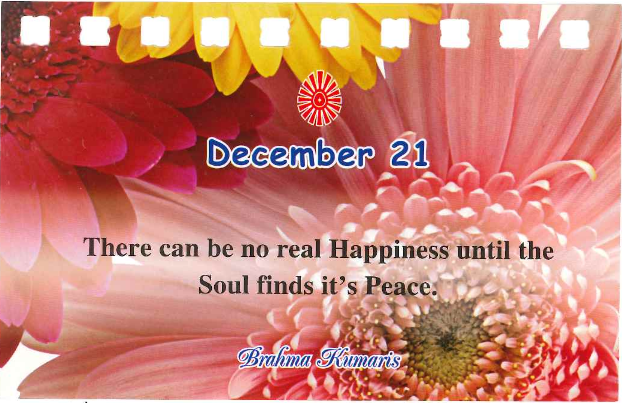 December 21
There can be no real Happiness until the
Soul finds it's Peace.
Brahma Kumaris